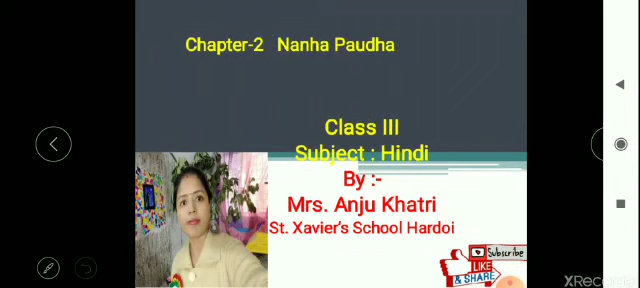 Chapter-2 Nanha Paudha
Class III
Subject : Hindi
By :-
Mrs. Anju Khatri
St. Xavier's School Hardoi
Subscribe
LIKE
& SHARE
XRecorder